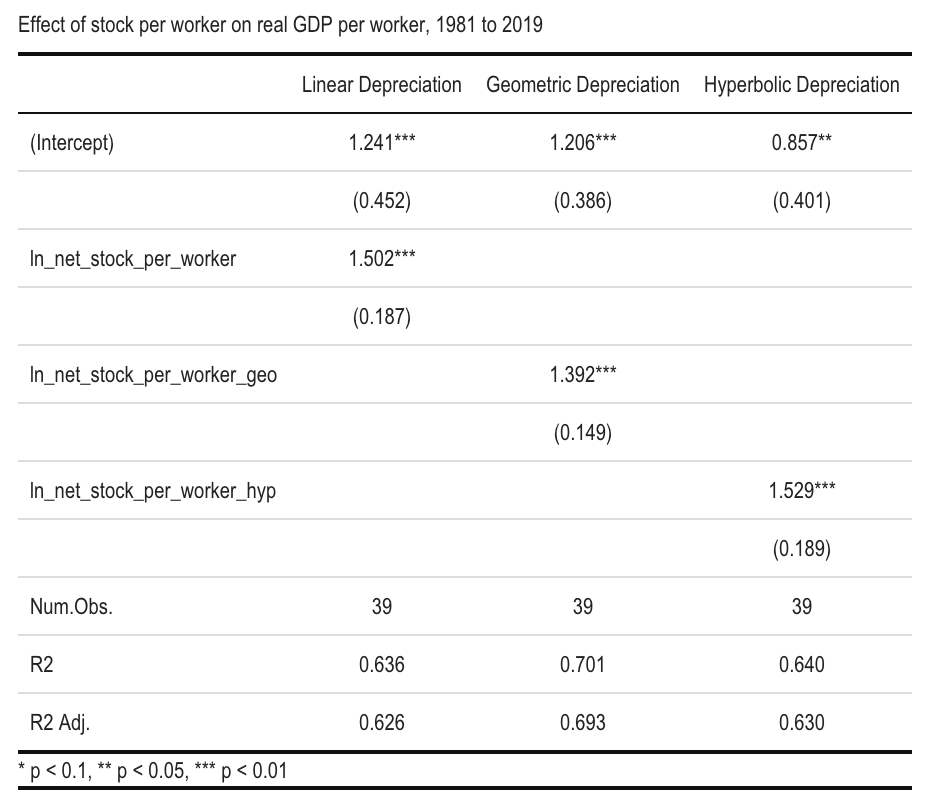 Effect of stock per worker on real GDP per worker, 1981 to 2019
Linear Depreciation Geometric Depreciation Hyperbolic Depreciation
(Intercept) 1.241*** 1.206*** 0.857**
(0.452) (0.386) (0.401)
ln_net_stock_per_worker 1.502***
(0.187)
ln_net_stock_per_worker_geo 1.392***
(0.149)
ln_net_stock_per_worker_hyp 1.529***
(0.189)
Num.Obs. 39 39 39
R2 0.636 0.701 0.640
R2 Adj. 0.626 0.693 0.630
* p < 0.1, ** p < 0.05, *** p < 0.01